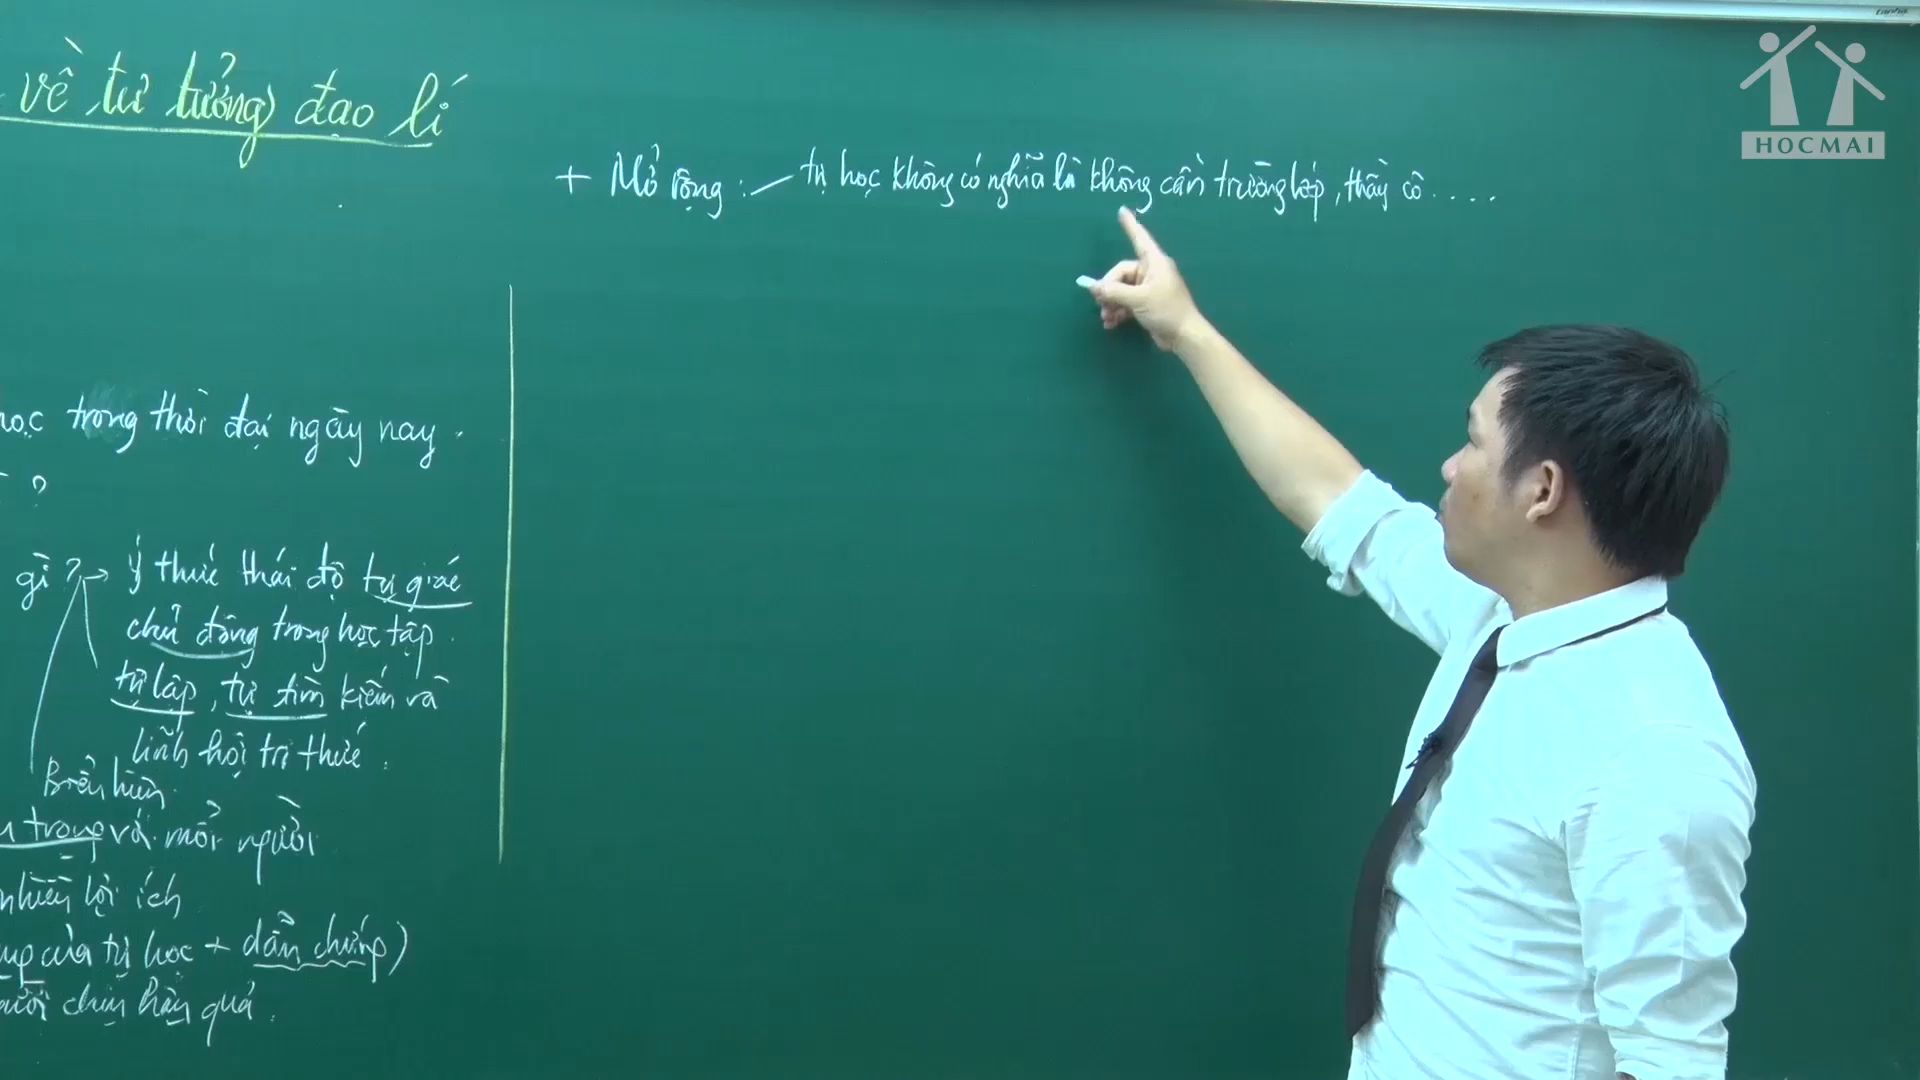 về tư tưởng đạo lí
học trong thời đại ngày nay.
?
gì? → Ý thức thái độ tự giác
chủ động trong học tập.
tự lập, tự tìm kiếm và
lĩnh hội tri thức.
Biểu hiện
trọng với mỗi người
nhiều lợi ích
của tự học + dẫn chứng)
chịu hậu quả.
+ Mở rộng: - tự học không có nghĩa là không cần trường lớp, thầy cô.....
HOCMAI